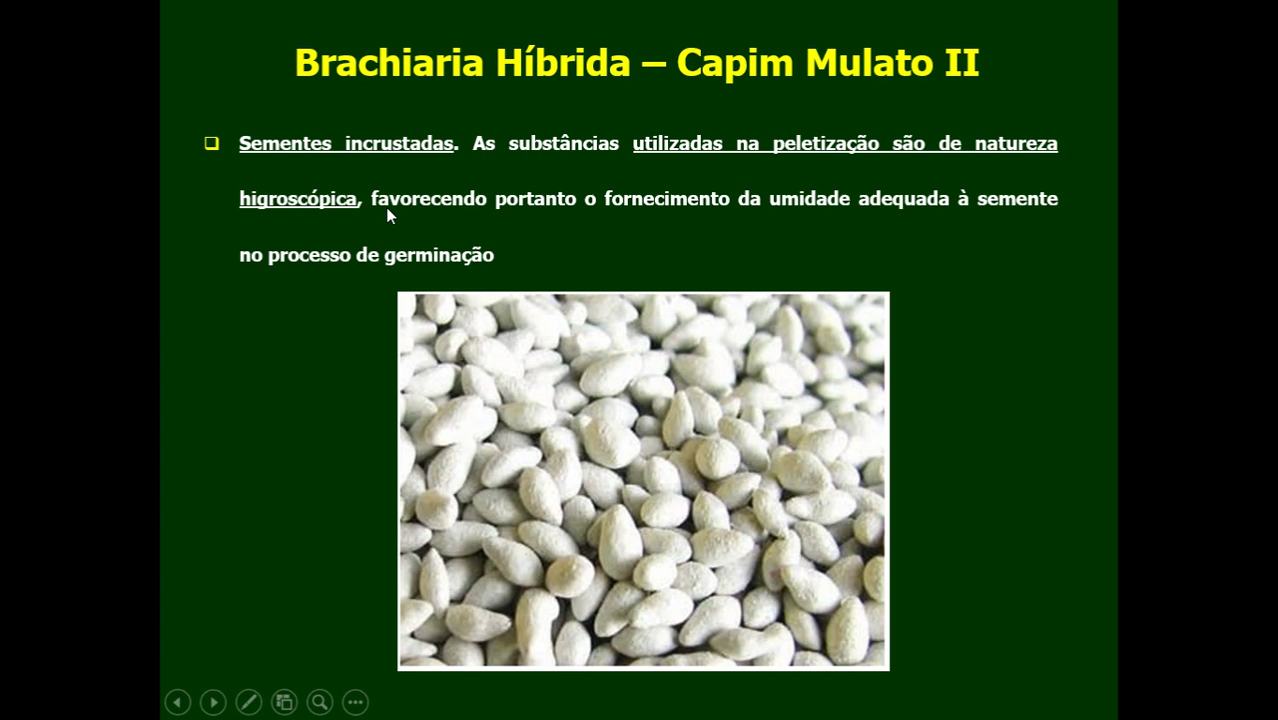 Brachiaria Híbrida – Capim Mulato II
Sementes incrustadas. As substâncias utilizadas na peletização são de natureza
higroscópica, favorecendo portanto o fornecimento da umidade adequada à semente
no processo de germinação